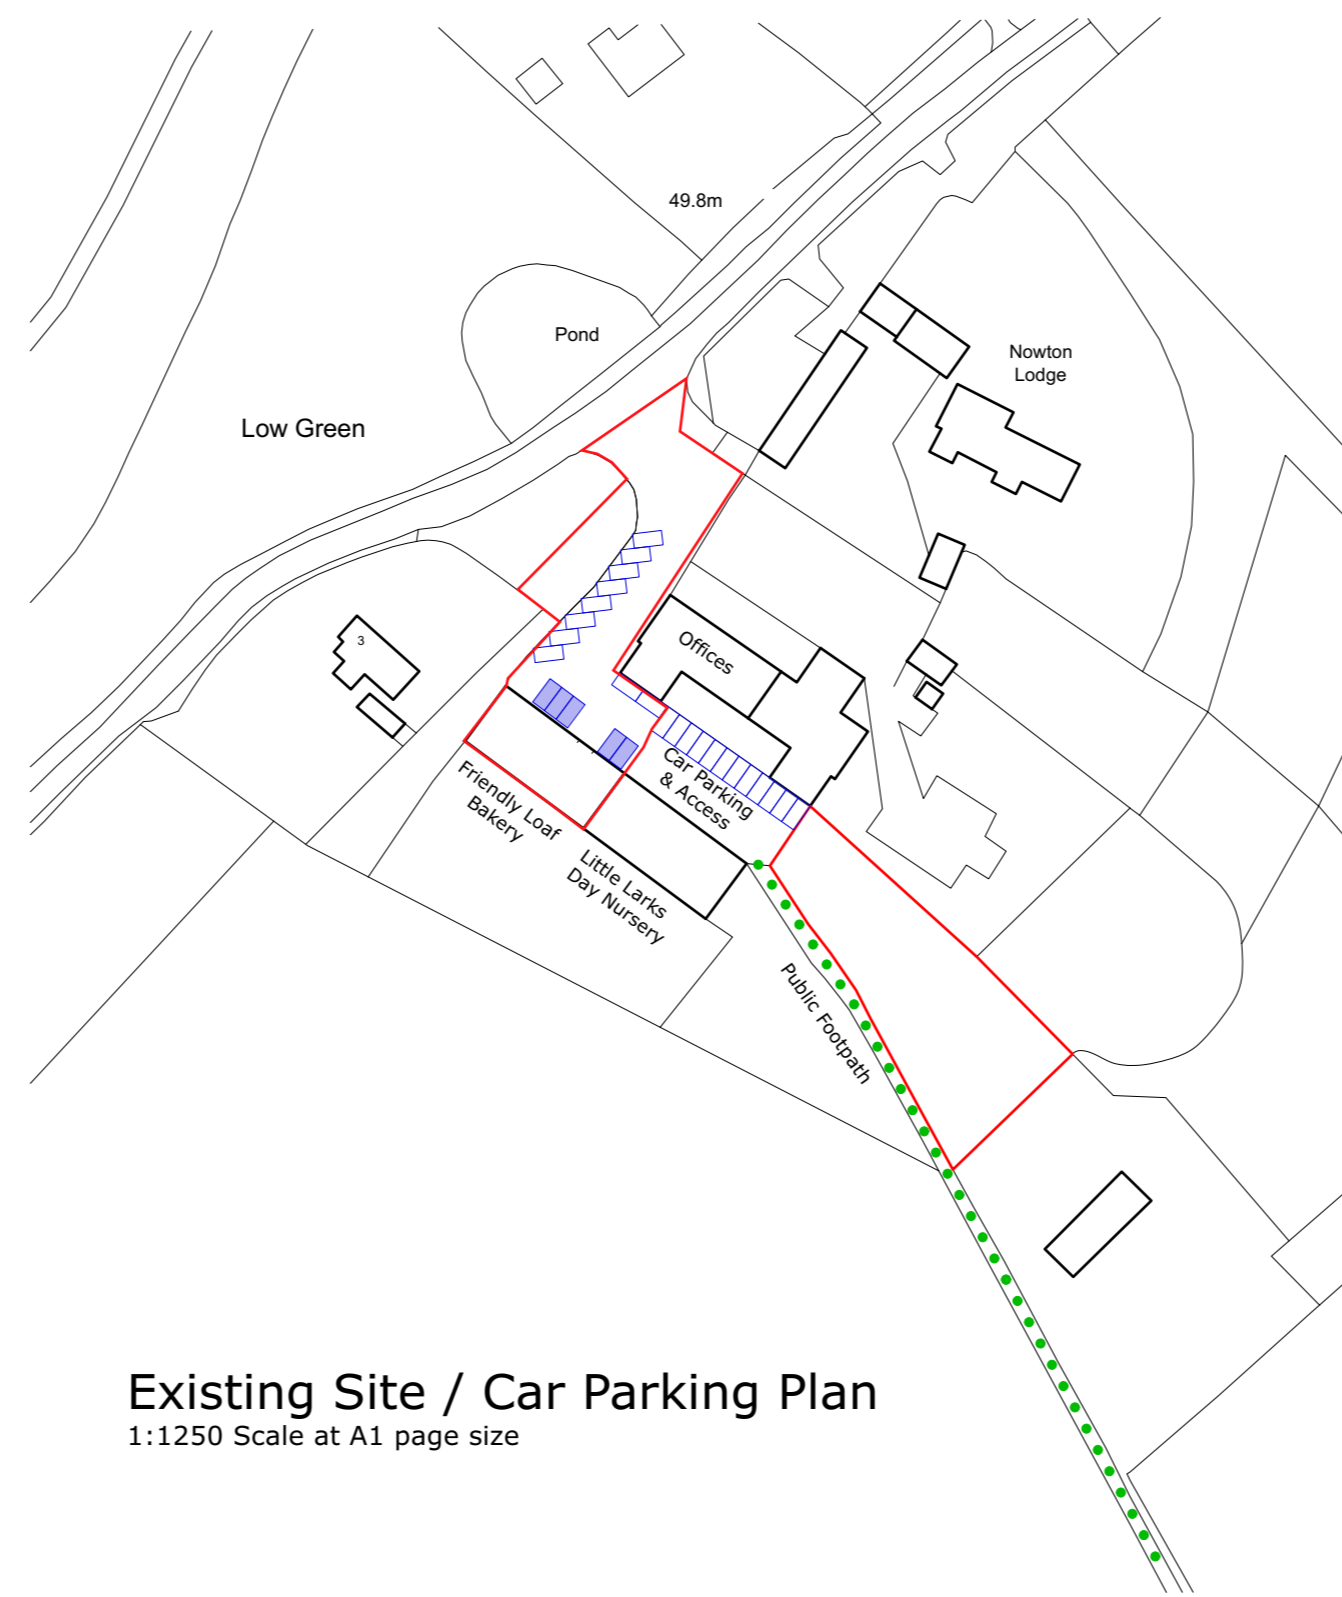 49.8m
Pond
Nowton
Lodge
Low Green
3
Offices
Car Parking
& Access
Friendly Loaf
Bakery
Little Larks
Day Nursery
Public Footpath
Existing Site / Car Parking Plan
1:1250 Scale at A1 page size